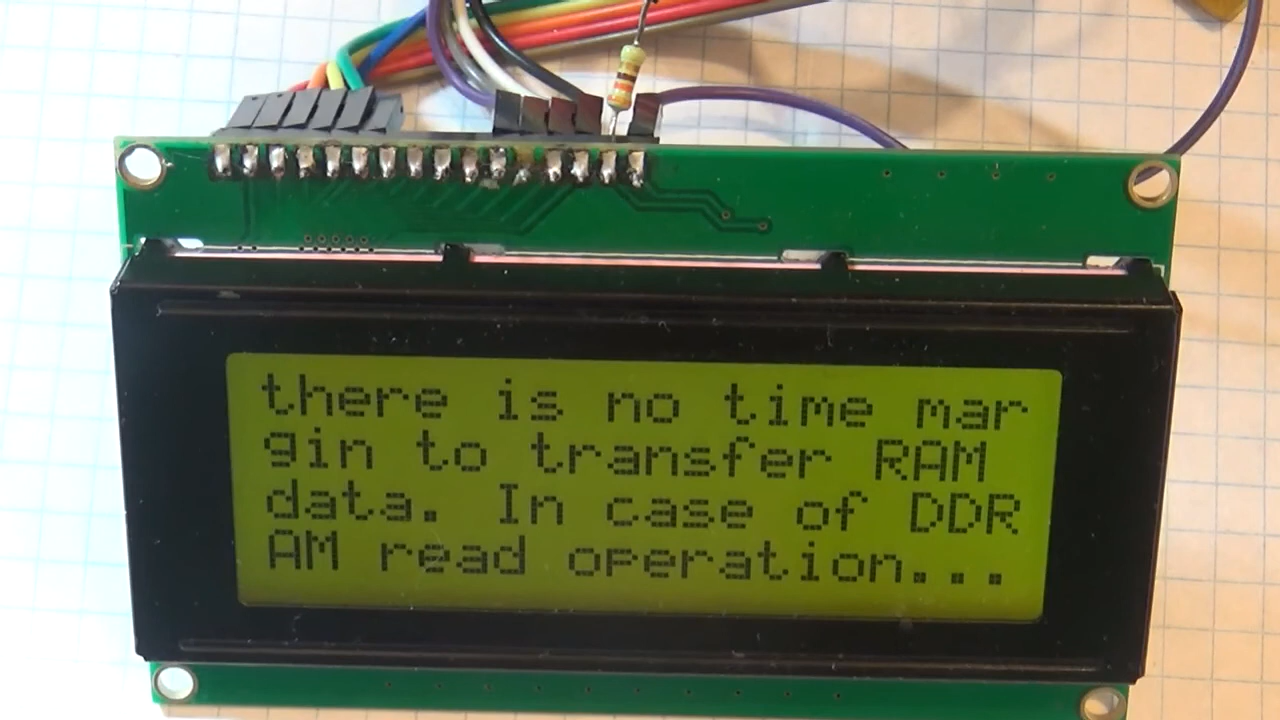 there is no time mar
gin to transfer RAM
data. In case of DDR
AM read operation...